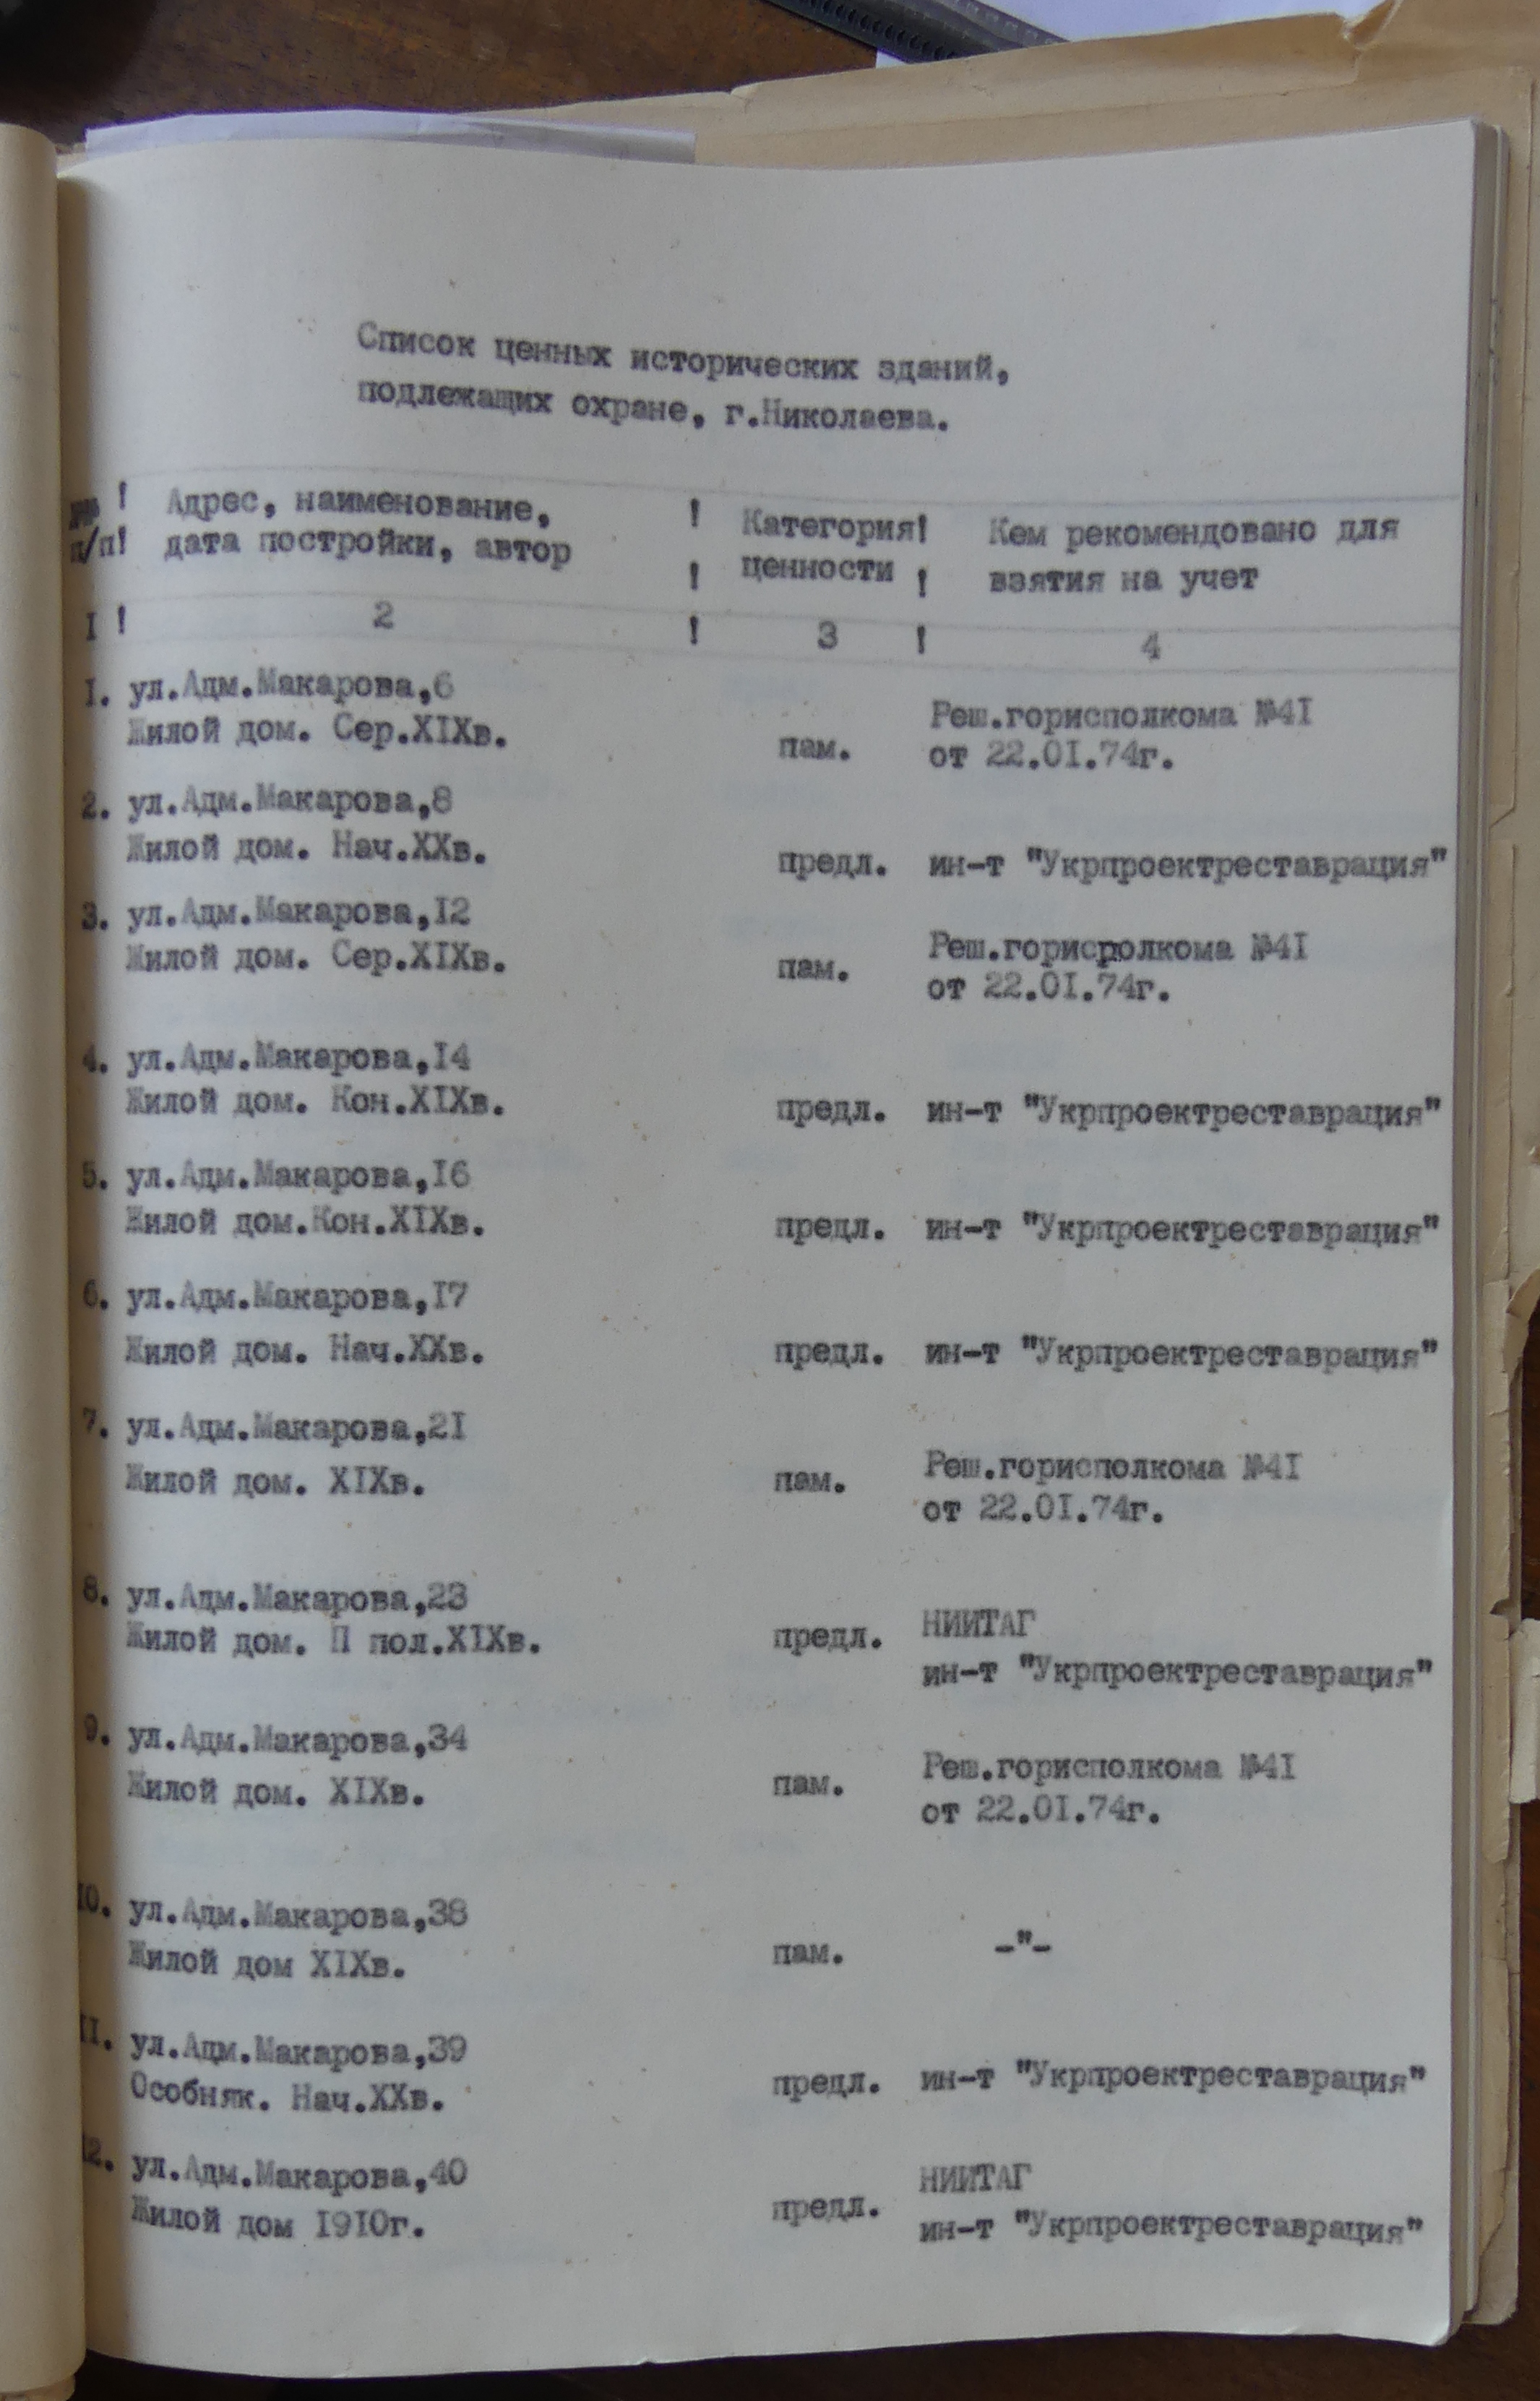 Список ценных исторических зданий,
подлежащих охране, г.Николаева.
№№ ! Адрес, наименование, ! Категория! Кем рекомендовано для
п/п! дата постройки, автор ! ценности ! взятия на учет
I ! 2 ! 3 ! 4
I. ул.Адм.Макарова,6
Жилой дом. Сер.XIXв. пам. Реш.горисполкома №4I
от 22.0I.74г.
2. ул.Адм.Макарова,8
Жилой дом. Нач.XXв. предл. ин-т "Укрпроектреставрация"
3. ул.Адм.Макарова,I2
Жилой дом. Сер.XIXв. пам. Реш.горисролкома №4I
от 22.0I.74г.
4. ул.Адм.Макарова,I4
Жилой дом. Кон.XIXв. предл. ин-т "Укрпроектреставрация"
5. ул.Адм.Макарова,I6
Жилой дом.Кон.XIXв. предл. ин-т "Укрпроектреставрация"
6. ул.Адм.Макарова,I7
Жилой дом. Нач.XXв. предл. ин-т "Укрпроектреставрация"
7. ул.Адм.Макарова,2I
Жилой дом. XIXв. пам. Реш.горисполкома №4I
от 22.0I.74г.
8. ул.Адм.Макарова,23 НИИТАГ
Жилой дом. П пол.XIXв. предл. ин-т "Укрпроектреставрация"
9. ул.Адм.Макарова,34
Жилой дом. XIXв. пам. Реш.горисполкома №4I
от 22.0I.74г.
I0. ул.Адм.Макарова,38
Жилой дом XIXв. пам. -"-
II. ул.Адм.Макарова,39
Особняк. Нач.XXв. предл. ин-т "Укрпроектреставрация"
I2. ул.Адм.Макарова,40 НИИТАГ
Жилой дом I9I0г. предл. ин-т "Укрпроектреставрация"